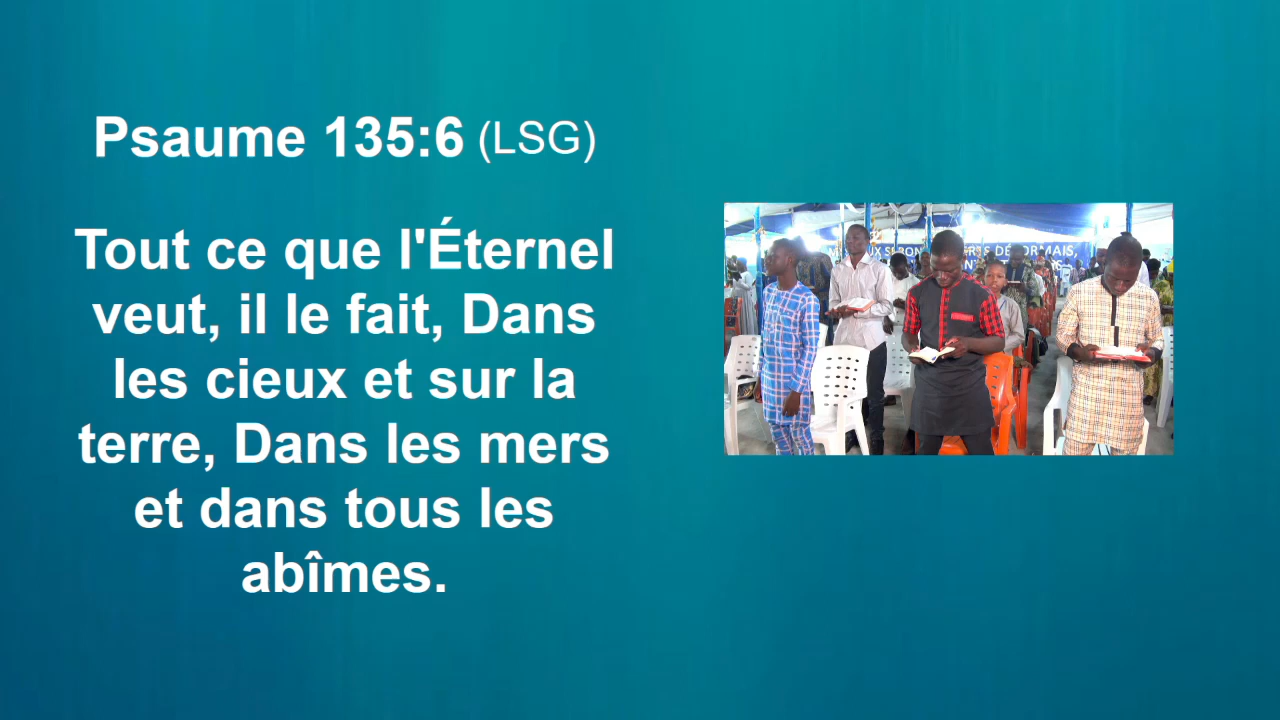 Psaume 135:6 (LSG)
Tout ce que l'Éternel
veut, il le fait, Dans
les cieux et sur la
terre, Dans les mers
et dans tous les
abîmes.
DÉSORMAIS,